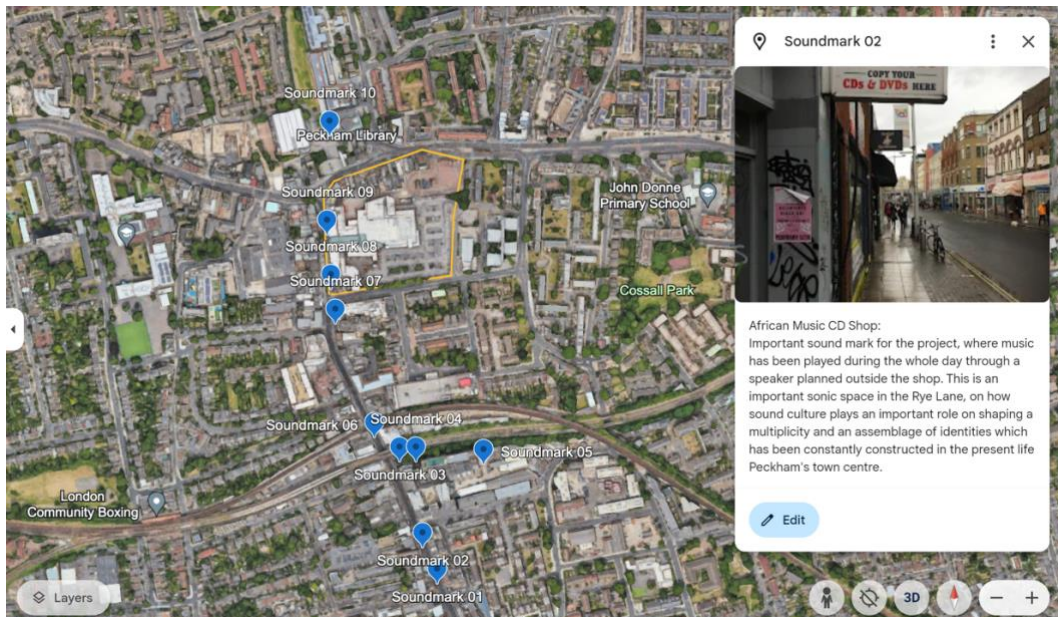 Soundmark 10
Peckham Library
Soundmark 09
John Donne
Primary School
Soundmark 08
Soundmark 07
Cossall Park
Soundmark 06
Soundmark 04
Soundmark 05
Soundmark 03
London
Community Boxing
Soundmark 02
Soundmark 01
Layers
3D
Soundmark 02
COPY YOUR
CDs & DVDs HERE
African Music CD Shop:
Important sound mark for the project, where music
has been played during the whole day through a
speaker planned outside the shop. This is an
important sonic space in the Rye Lane, on how
sound culture plays an important role on shaping a
multiplicity and an assemblage of identities which
has been constantly constructed in the present life
Peckham's town centre.
Edit